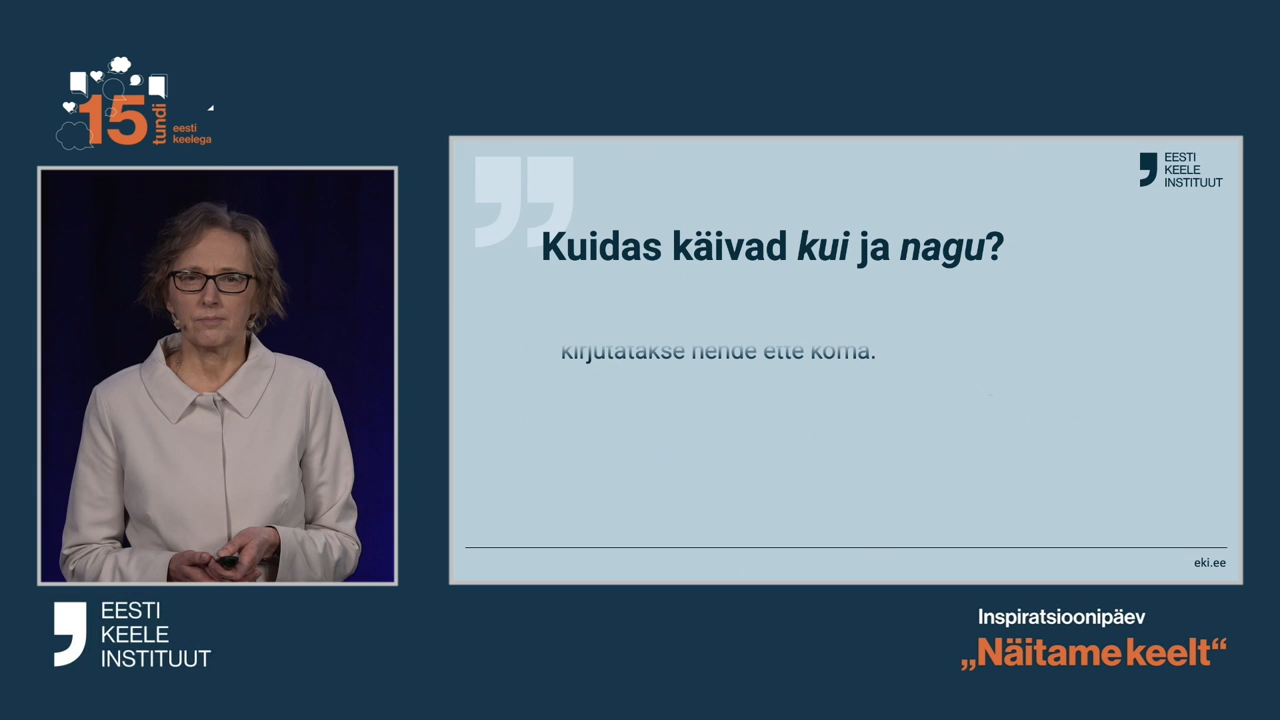 15
tundi
eesti
keelega
EESTI
KEELE
INSTITUUT
Kuidas käivad kui ja nagu?
kirjutatakse nende ette koma.
eki.ee
EESTI
KEELE
INSTITUUT
Inspiratsioonipäev
„Näitame keelt“